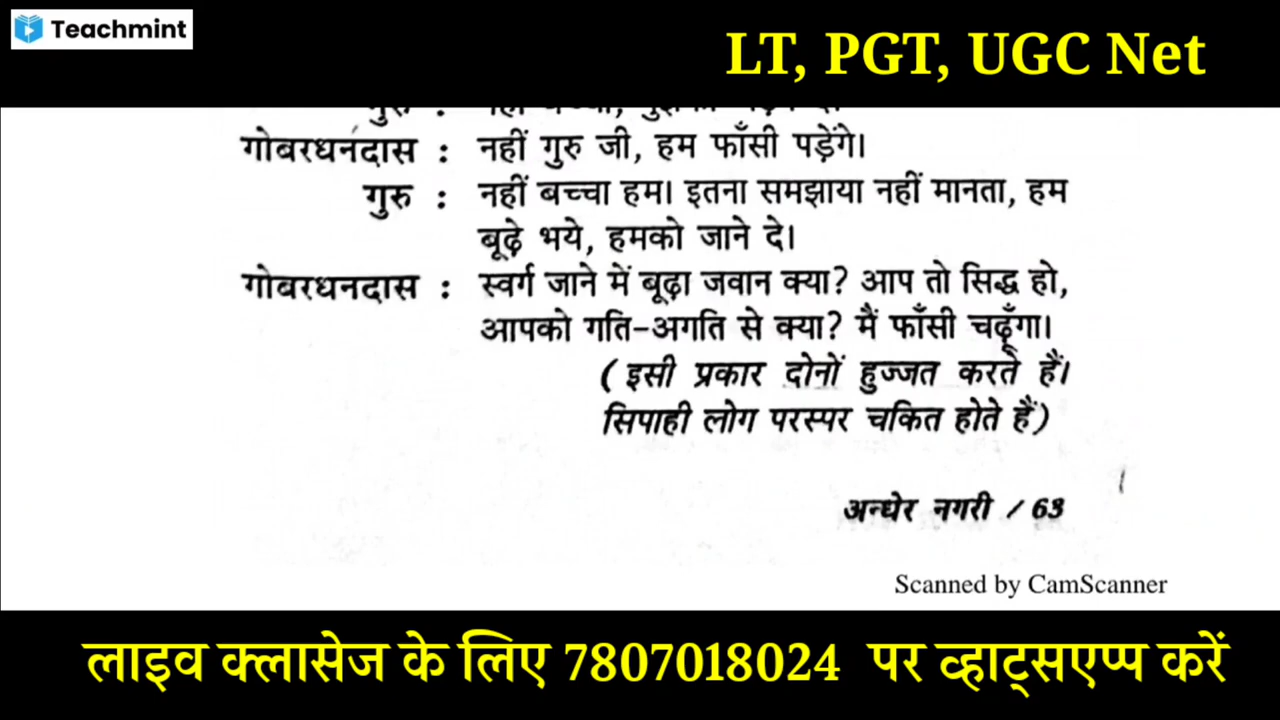 Teachmint
LT, PGT, UGC Net
गुरु :
गोबरधनदास : नहीं गुरु जी, हम फाँसी पड़ेंगे।
गुरु : नहीं बच्चा हम। इतना समझाया नहीं मानता, हम
बूढ़े भये, हमको जाने दे।
गोबरधनदास : स्वर्ग जाने में बूढ़ा जवान क्या? आप तो सिद्ध हो,
आपको गति-अगति से क्या? मैं फाँसी चढ़ूँगा।
(इसी प्रकार दोनों हुज्जत करते हैं।
सिपाही लोग परस्पर चकित होते हैं)
अन्धेर नगरी / 63
Scanned by CamScanner
लाइव क्लासेज के लिए 7807018024 पर व्हाट्सएप्प करें